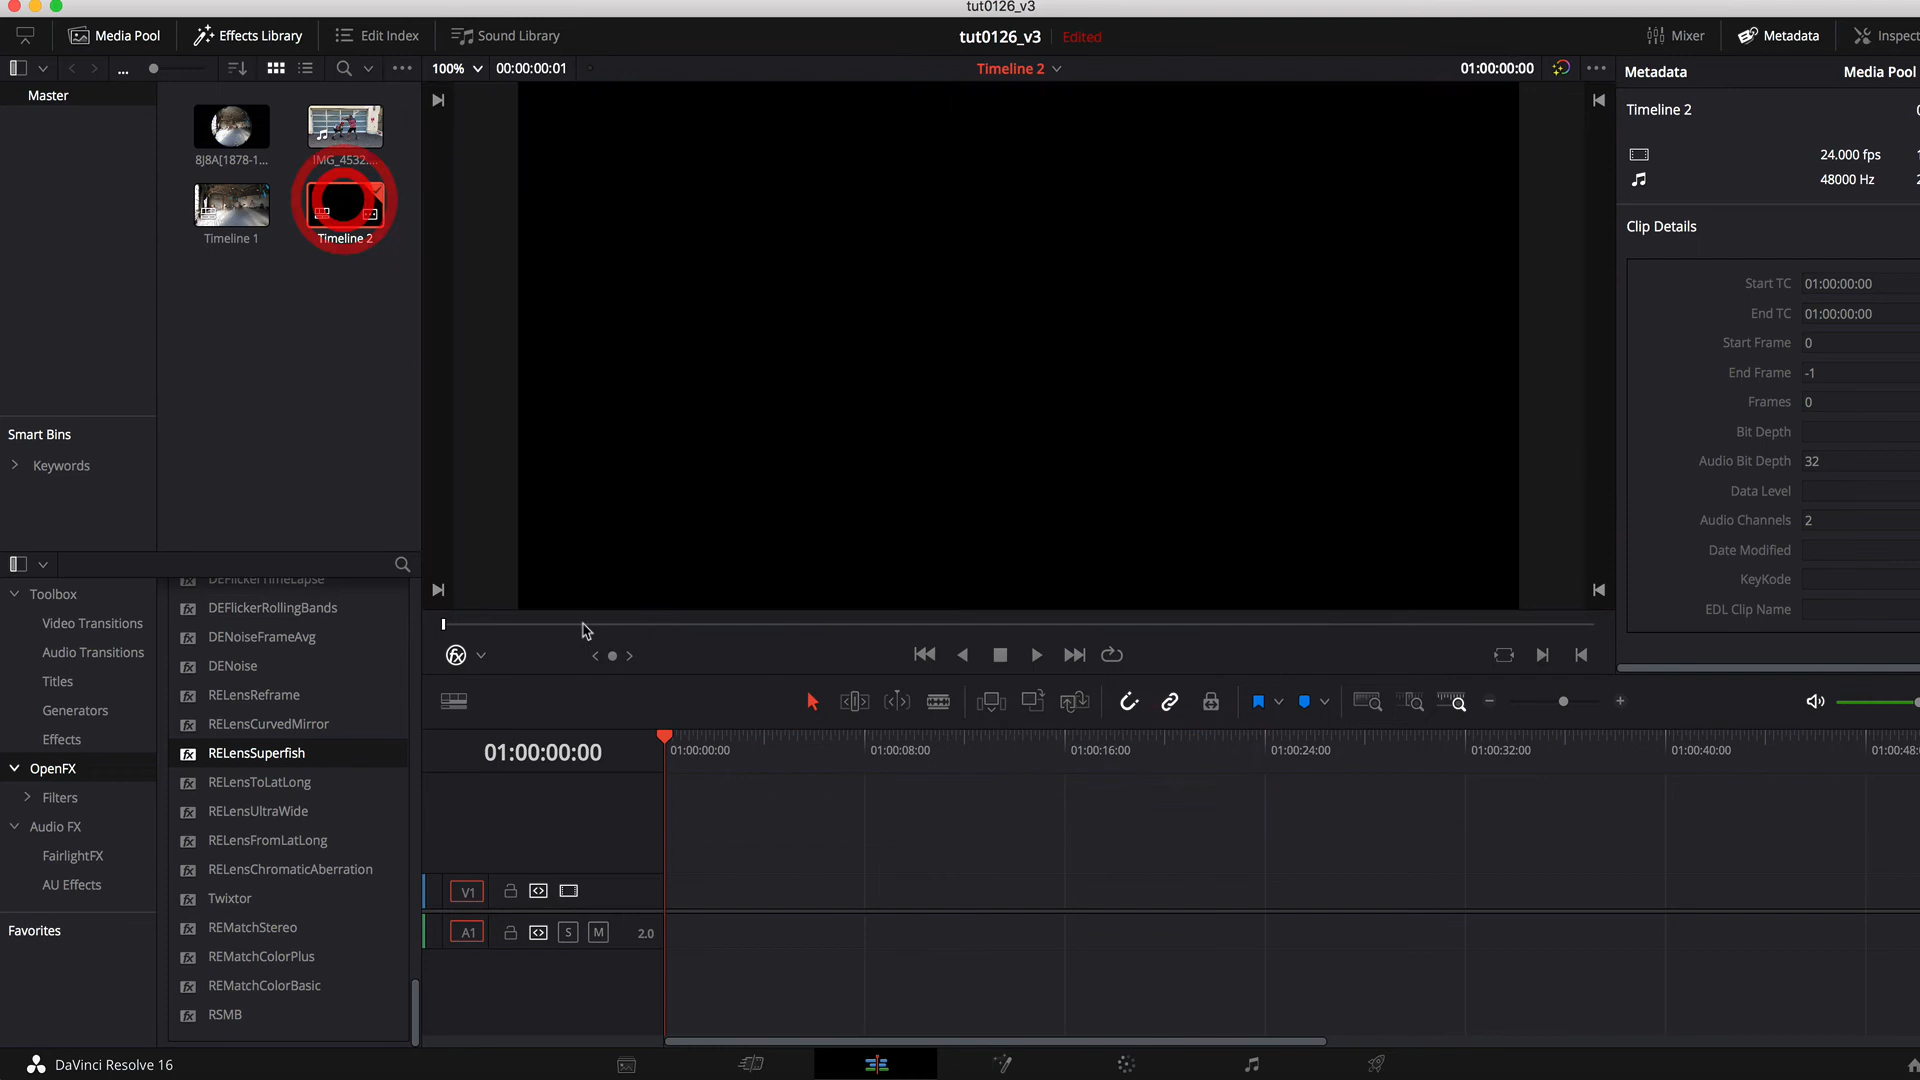 tut0126_v3
Media Pool
Effects Library
Edit Index
Sound Library
tut0126_v3
Edited
Mixer
Metadata
Inspect
...
100%
00:00:00:01
Timeline 2
01:00:00:00
Metadata
Media Pool
Master
8J8A[1878-1...
IMG_4532....
Timeline 1
Timeline 2
Timeline 2
24.000 fps
48000 Hz
Clip Details
Start TC 01:00:00:00
End TC 01:00:00:00
Start Frame 0
End Frame -1
Frames 0
Bit Depth
Audio Bit Depth 32
Data Level
Audio Channels 2
Date Modified
KeyKode
EDL Clip Name
Smart Bins
Keywords
Toolbox
Video Transitions
Audio Transitions
Titles
Generators
Effects
OpenFX
Filters
Audio FX
FairlightFX
AU Effects
Favorites
DEFlickerTimeLapse
DEFlickerRollingBands
DENoiseFrameAvg
DENoise
RELensReframe
RELensCurvedMirror
RELensSuperfish
RELensToLatLong
RELensUltraWide
RELensFromLatLong
RELensChromaticAberration
Twixtor
REMatchStereo
REMatchColorPlus
REMatchColorBasic
RSMB
01:00:00:00
01:00:00:00
01:00:08:00
01:00:16:00
01:00:24:00
01:00:32:00
01:00:40:00
01:00:48:
V1
A1
S
M
2.0
DaVinci Resolve 16